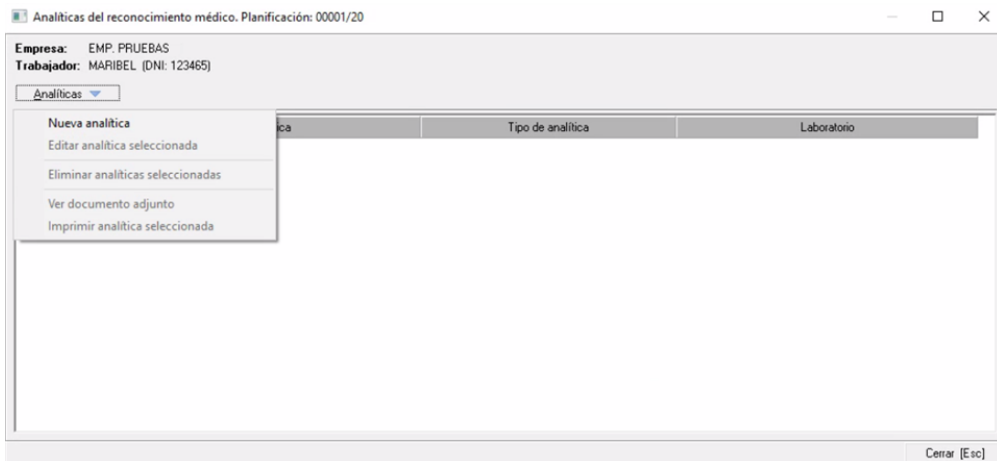 Analíticas del reconocimiento médico. Planificación: 00001/20
Empresa: EMP. PRUEBAS
Trabajador: MARIBEL (DNI: 123465)
Analíticas
Nueva analítica
Editar analítica seleccionada
Eliminar analíticas seleccionadas
Ver documento adjunto
Imprimir analítica seleccionada
ica Tipo de analítica Laboratorio
Cerrar [Esc]